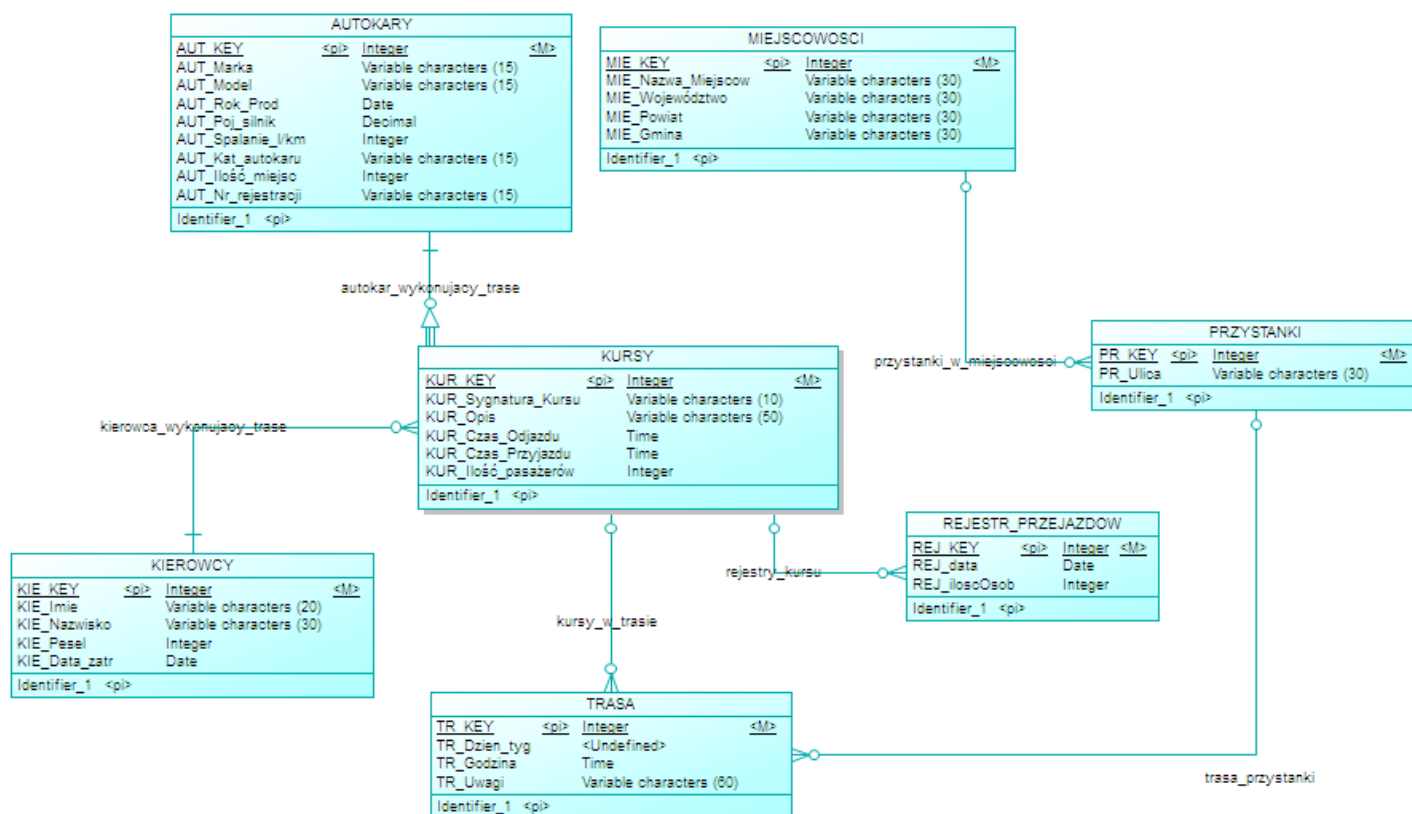 AUTOKARY
AUT_KEY <pi> Integer <M>
AUT_Marka Variable characters (15)
AUT_Model Variable characters (15)
AUT_Rok_Prod Date
AUT_Poj_silnik Decimal
AUT_Spalanie_l/km Integer
AUT_Kat_autokaru Variable characters (15)
AUT_Ilość_miejsc Integer
AUT_Nr_rejestracji Variable characters (15)
Identifier_1 <pi>
MIEJSCOWOSCI
MIE_KEY <pi> Integer <M>
MIE_Nazwa_Miejscow Variable characters (30)
MIE_Województwo Variable characters (30)
MIE_Powiat Variable characters (30)
MIE_Gmina Variable characters (30)
Identifier_1 <pi>
autokar_wykonujacy_trase
PRZYSTANKI
PR_KEY <pi> Integer <M>
PR_Ulica Variable characters (30)
Identifier_1 <pi>
przystanki_w_miejscowosci
KURSY
KUR_KEY <pi> Integer <M>
KUR_Sygnatura_Kursu Variable characters (10)
KUR_Opis Variable characters (50)
KUR_Czas_Odjazdu Time
KUR_Czas_Przyjazdu Time
KUR_Ilość_pasażerów Integer
Identifier_1 <pi>
kierowca_wykonujacy_trase
REJESTR_PRZEJAZDOW
REJ_KEY <pi> Integer <M>
REJ_data Date
REJ_iloscOsob Integer
Identifier_1 <pi>
rejestry_kursu
KIEROWCY
KIE_KEY <pi> Integer <M>
KIE_Imie Variable characters (20)
KIE_Nazwisko Variable characters (30)
KIE_Pesel Integer
KIE_Data_zatr Date
Identifier_1 <pi>
kursy_w_trasie
TRASA
TR_KEY <pi> Integer <M>
TR_Dzien_tyg <Undefined>
TR_Godzina Time
TR_Uwagi Variable characters (60)
Identifier_1 <pi>
trasa_przystanki